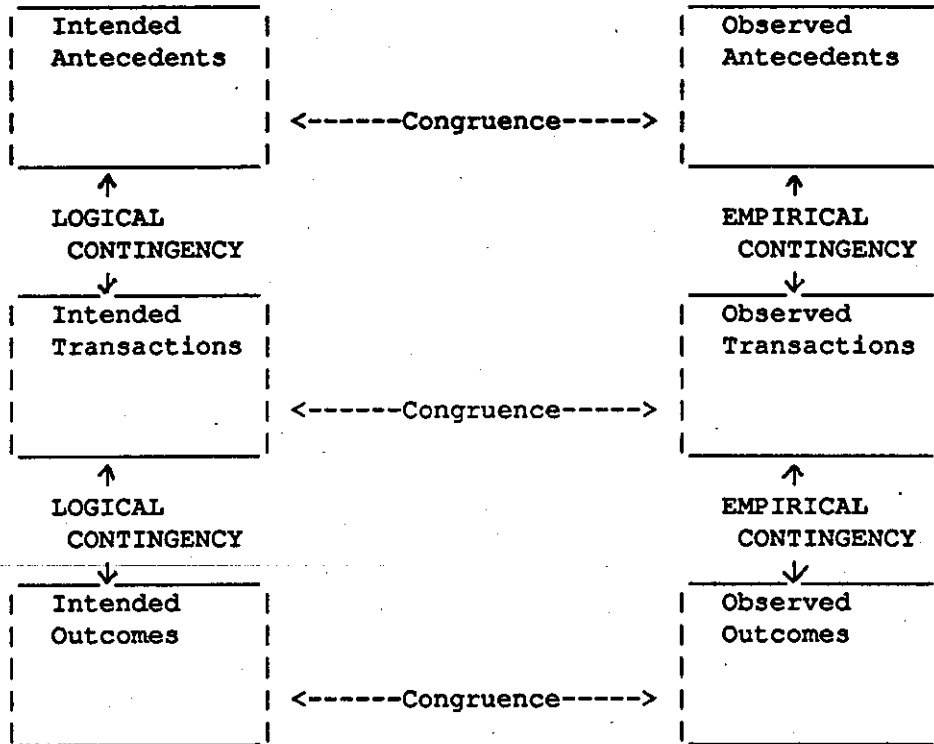 Intended Observed
Antecedents Antecedents
<------Congruence----->
LOGICAL EMPIRICAL
CONTINGENCY CONTINGENCY
Intended Observed
Transactions Transactions
<------Congruence----->
LOGICAL EMPIRICAL
CONTINGENCY CONTINGENCY
Intended Observed
Outcomes Outcomes
<------Congruence----->